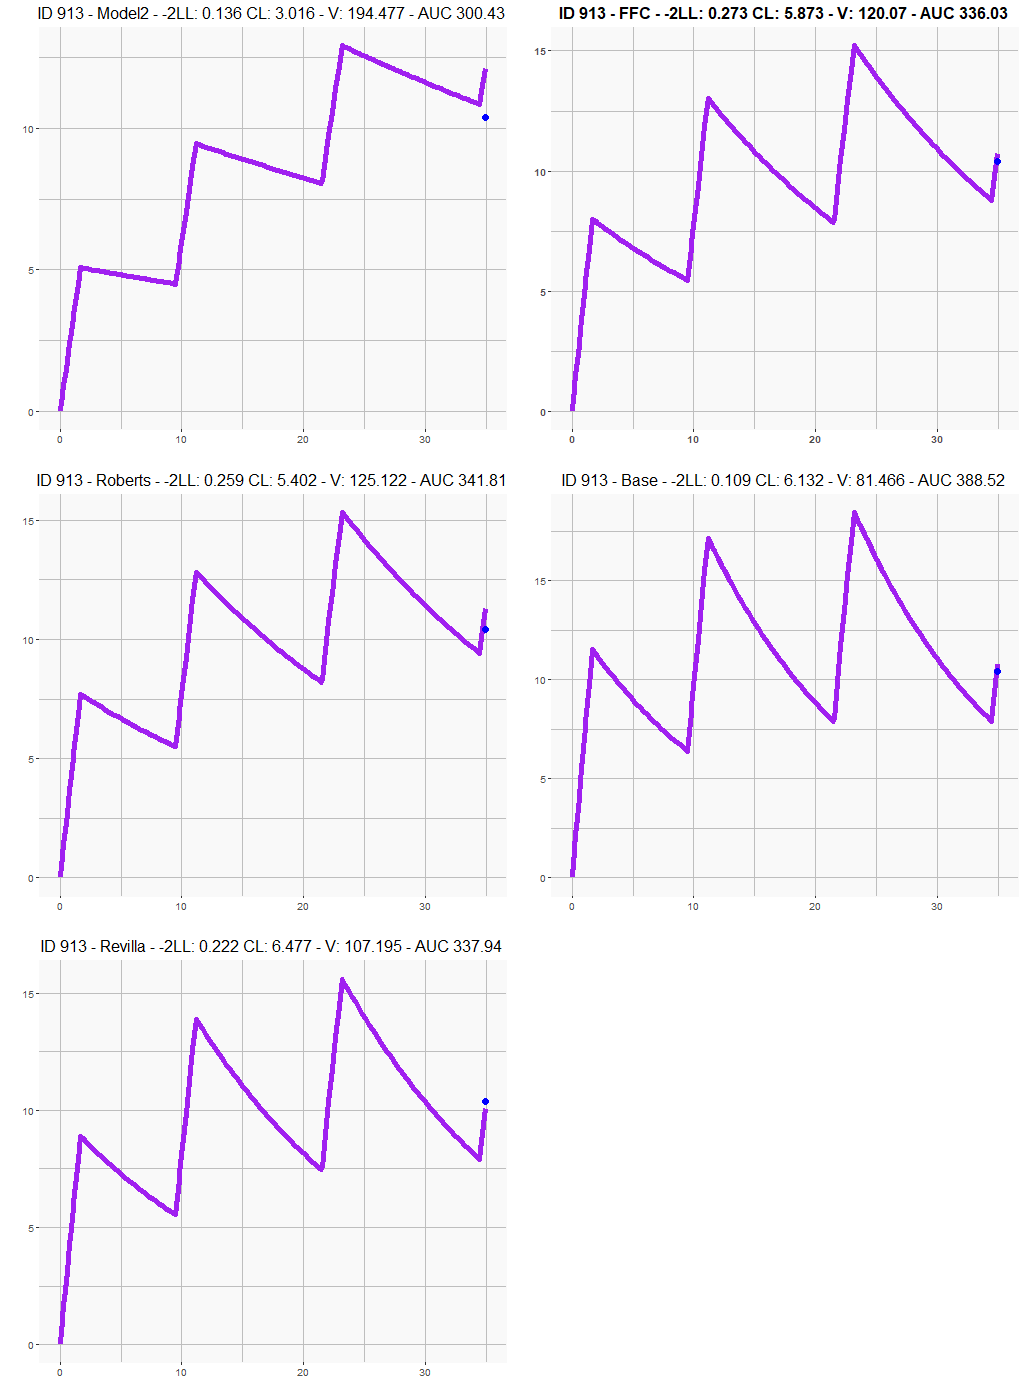 ID 913 - Model2 - -2LL: 0.136 CL: 3.016 - V: 194.477 - AUC 300.43
10
5
0
0 10 20 30
ID 913 - FFC - -2LL: 0.273 CL: 5.873 - V: 120.07 - AUC 336.03
15
10
5
0
0 10 20 30
ID 913 - Roberts - -2LL: 0.259 CL: 5.402 - V: 125.122 - AUC 341.81
15
10
5
0
0 10 20 30
ID 913 - Base - -2LL: 0.109 CL: 6.132 - V: 81.466 - AUC 388.52
15
10
5
0
0 10 20 30
ID 913 - Revilla - -2LL: 0.222 CL: 6.477 - V: 107.195 - AUC 337.94
15
10
5
0
0 10 20 30